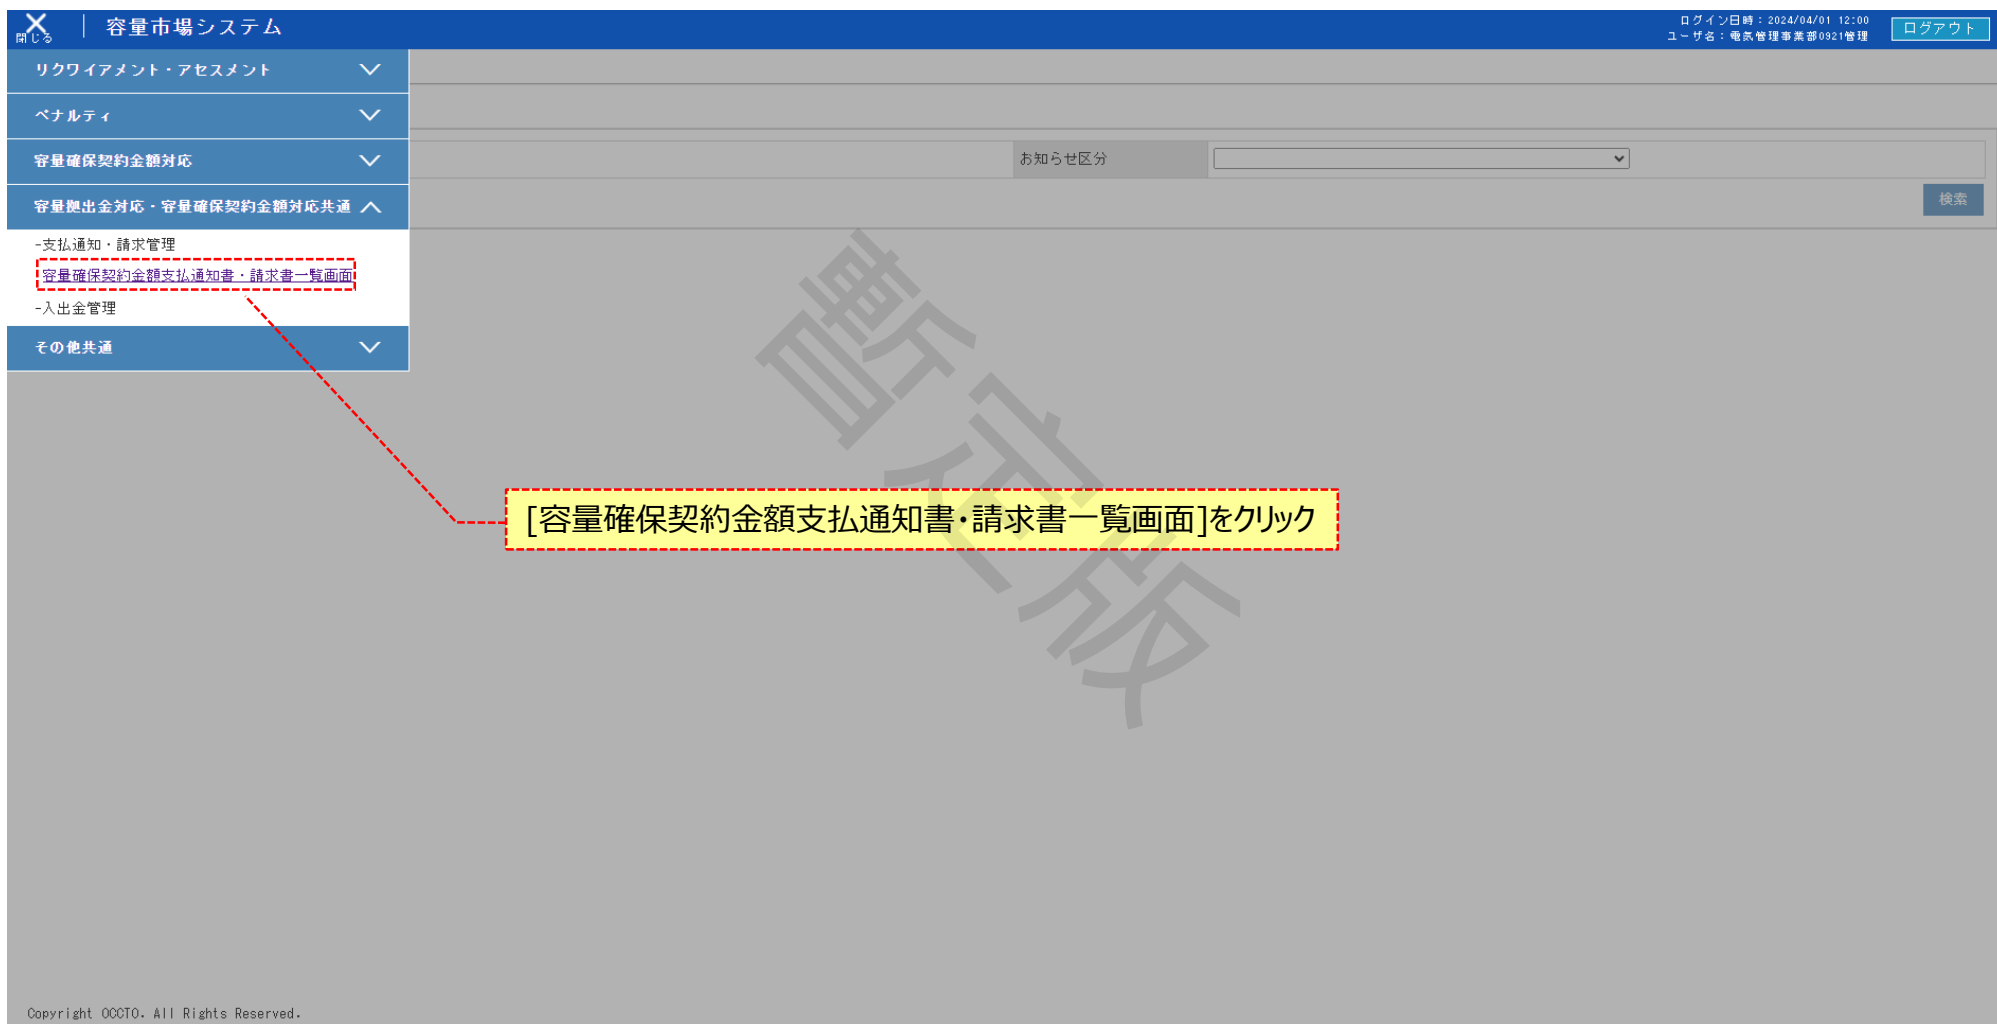 閉じる
容量市場システム
ログイン日時：2024/04/01 12:00
ユーザ名：電気管理事業部0921管理
ログアウト
リクワイアメント・アセスメント
ペナルティ
容量確保契約金額対応
お知らせ区分
容量拠出金対応・容量確保契約金額対応共通
検索
-支払通知・請求管理
容量確保契約金額支払通知書・請求書一覧画面
-入出金管理
その他共通
暫定版
[容量確保契約金額支払通知書・請求書一覧画面]をクリック
Copyright OCCTO. All Rights Reserved.